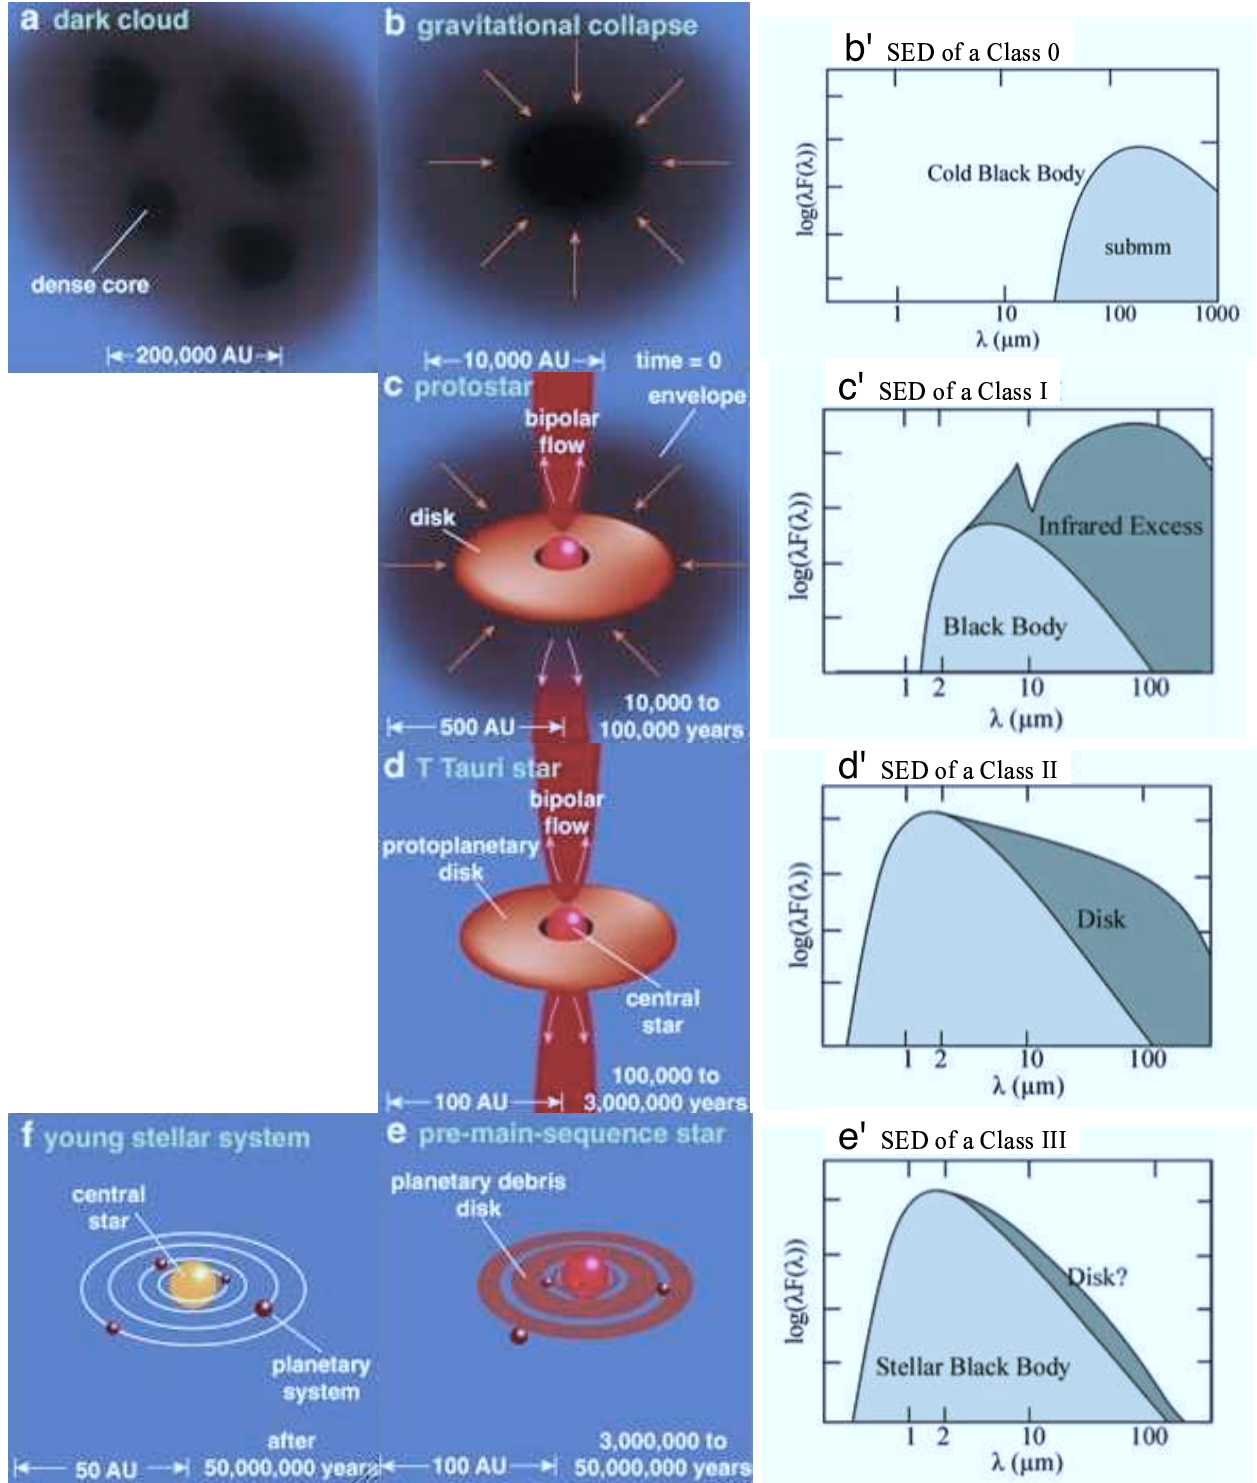 a dark cloud
dense core
200,000 AU
b gravitational collapse
10,000 AU
time = 0
b' SED of a Class 0
log(λF(λ))
Cold Black Body
submm
1 10 100 1000
λ (μm)
c protostar
envelope
bipolar
flow
disk
500 AU
10,000 to
100,000 years
c' SED of a Class I
log(λF(λ))
Infrared Excess
Black Body
1 2 10 100
λ (μm)
d T Tauri star
bipolar
flow
protoplanetary
disk
central
star
100 AU
100,000 to
3,000,000 years
d' SED of a Class II
log(λF(λ))
Disk
1 2 10 100
λ (μm)
f young stellar system
central
star
planetary
system
50 AU
after
50,000,000 years
e pre-main-sequence star
planetary debris
disk
100 AU
3,000,000 to
50,000,000 years
e' SED of a Class III
log(λF(λ))
Disk?
Stellar Black Body
1 2 10 100
λ (μm)